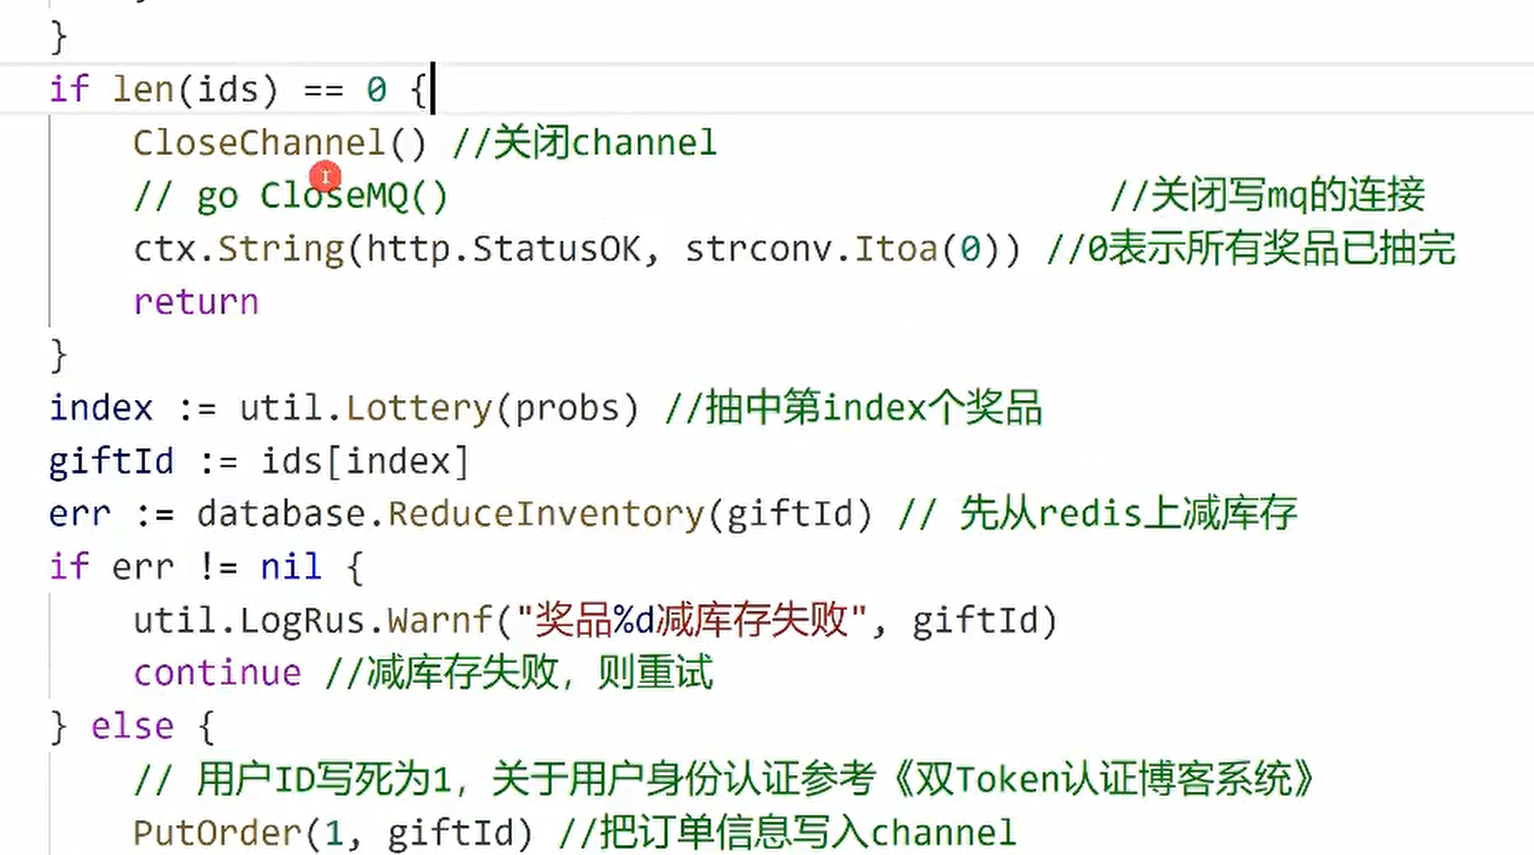 }
if len(ids) == 0 {
CloseChannel() //关闭channel
// go CloseMQ() //关闭写mq的连接
ctx.String(http.StatusOK, strconv.Itoa(0)) //0表示所有奖品已抽完
return
}
index := util.Lottery(probs) //抽中第index个奖品
giftId := ids[index]
err := database.ReduceInventory(giftId) // 先从redis上减库存
if err != nil {
util.LogRus.Warnf("奖品%d减库存失败", giftId)
continue //减库存失败，则重试
} else {
// 用户ID写死为1，关于用户身份认证参考《双Token认证博客系统》
PutOrder(1, giftId) //把订单信息写入channel